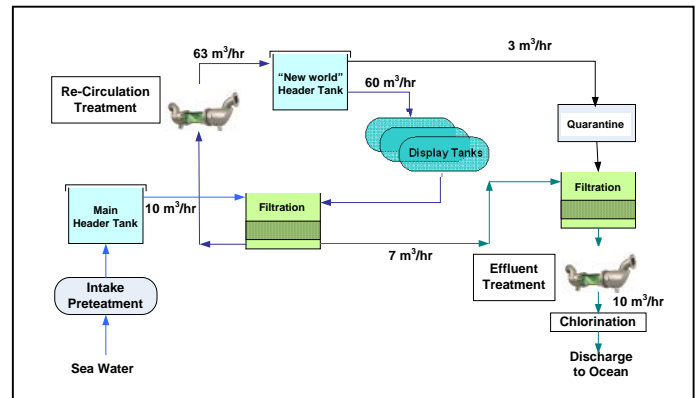 63 m³/hr
3 m³/hr
Re-Circulation
Treatment
“New world”
Header Tank
60 m³/hr
Quarantine
Display Tanks
Main
Header Tank
10 m³/hr
Filtration
Filtration
7 m³/hr
Effluent
Treatment
Intake
Pretreatment
10 m³/hr
Chlorination
Sea Water
Discharge
to Ocean